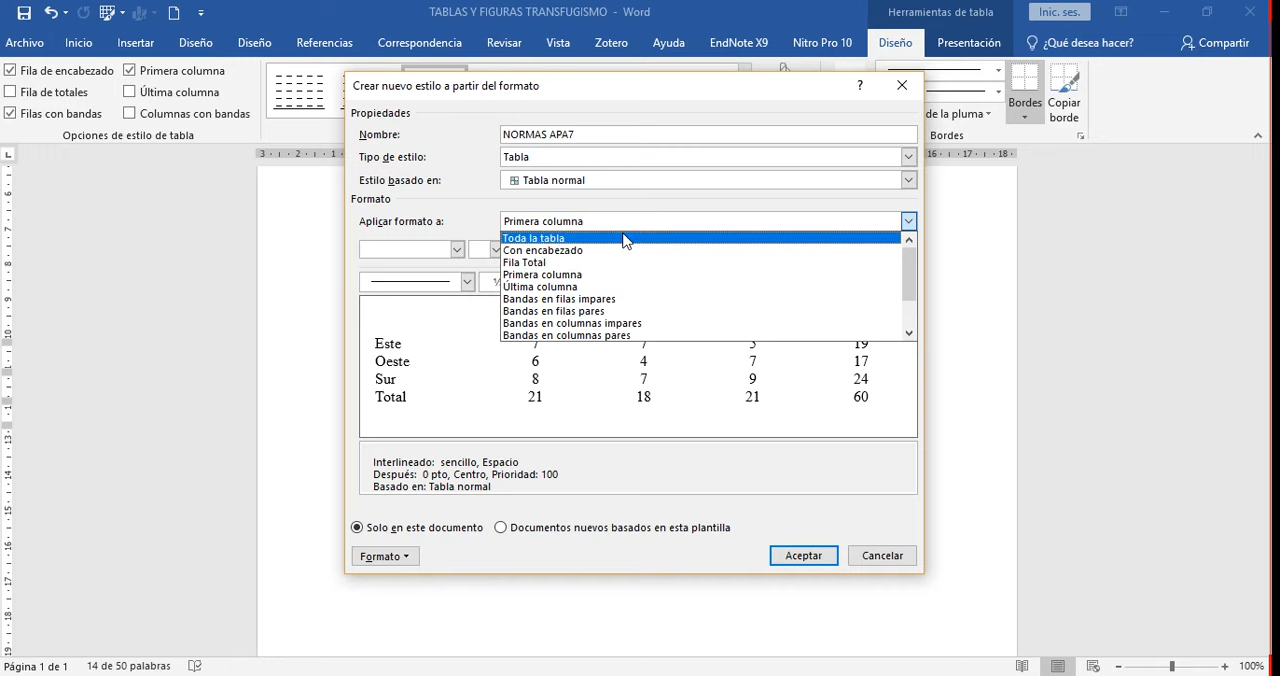 TABLAS Y FIGURAS TRANSFUGISMO - Word
Herramientas de tabla
Inic. ses.
Archivo Inicio Insertar Diseño Diseño Referencias Correspondencia Revisar Vista Zotero Ayuda EndNote X9 Nitro Pro 10 Diseño Presentación ¿Qué desea hacer? Compartir
Fila de encabezado Primera columna
Fila de totales Última columna
Filas con bandas Columnas con bandas
Opciones de estilo de tabla
de la pluma
Bordes
Copiar
borde
Bordes
Crear nuevo estilo a partir del formato
Propiedades
Nombre: NORMAS APA7
Tipo de estilo: Tabla
Estilo basado en: Tabla normal
Formato
Aplicar formato a: Primera columna
Toda la tabla
Con encabezado
Fila Total
Primera columna
Última columna
Bandas en filas impares
Bandas en filas pares
Bandas en columnas impares
Bandas en columnas pares
Este 7 7 5 19
Oeste 6 4 7 17
Sur 8 7 9 24
Total 21 18 21 60
Interlineado: sencillo, Espacio
Después: 0 pto, Centro, Prioridad: 100
Basado en: Tabla normal
Solo en este documento Documentos nuevos basados en esta plantilla
Formato Aceptar Cancelar
Página 1 de 1 14 de 50 palabras 100%